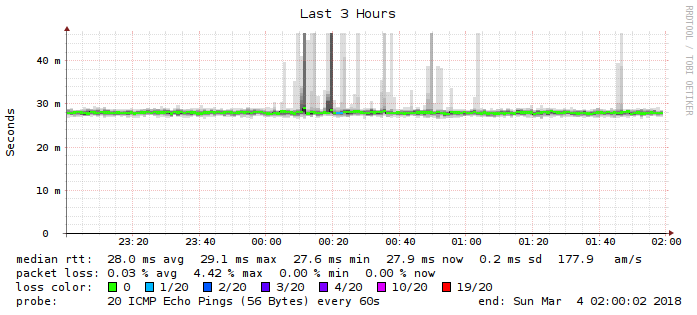 Last 3 Hours
RRDTOOL / TOBI OETIKER
Seconds
40 m
30 m
20 m
10 m
0
23:20 23:40 00:00 00:20 00:40 01:00 01:20 01:40 02:00
median rtt: 28.0 ms avg 29.1 ms max 27.6 ms min 27.9 ms now 0.2 ms sd 177.9 am/s
packet loss: 0.03 % avg 4.42 % max 0.00 % min 0.00 % now
loss color: 0 1/20 2/20 3/20 4/20 10/20 19/20
probe: 20 ICMP Echo Pings (56 Bytes) every 60s end: Sun Mar 4 02:00:02 2018